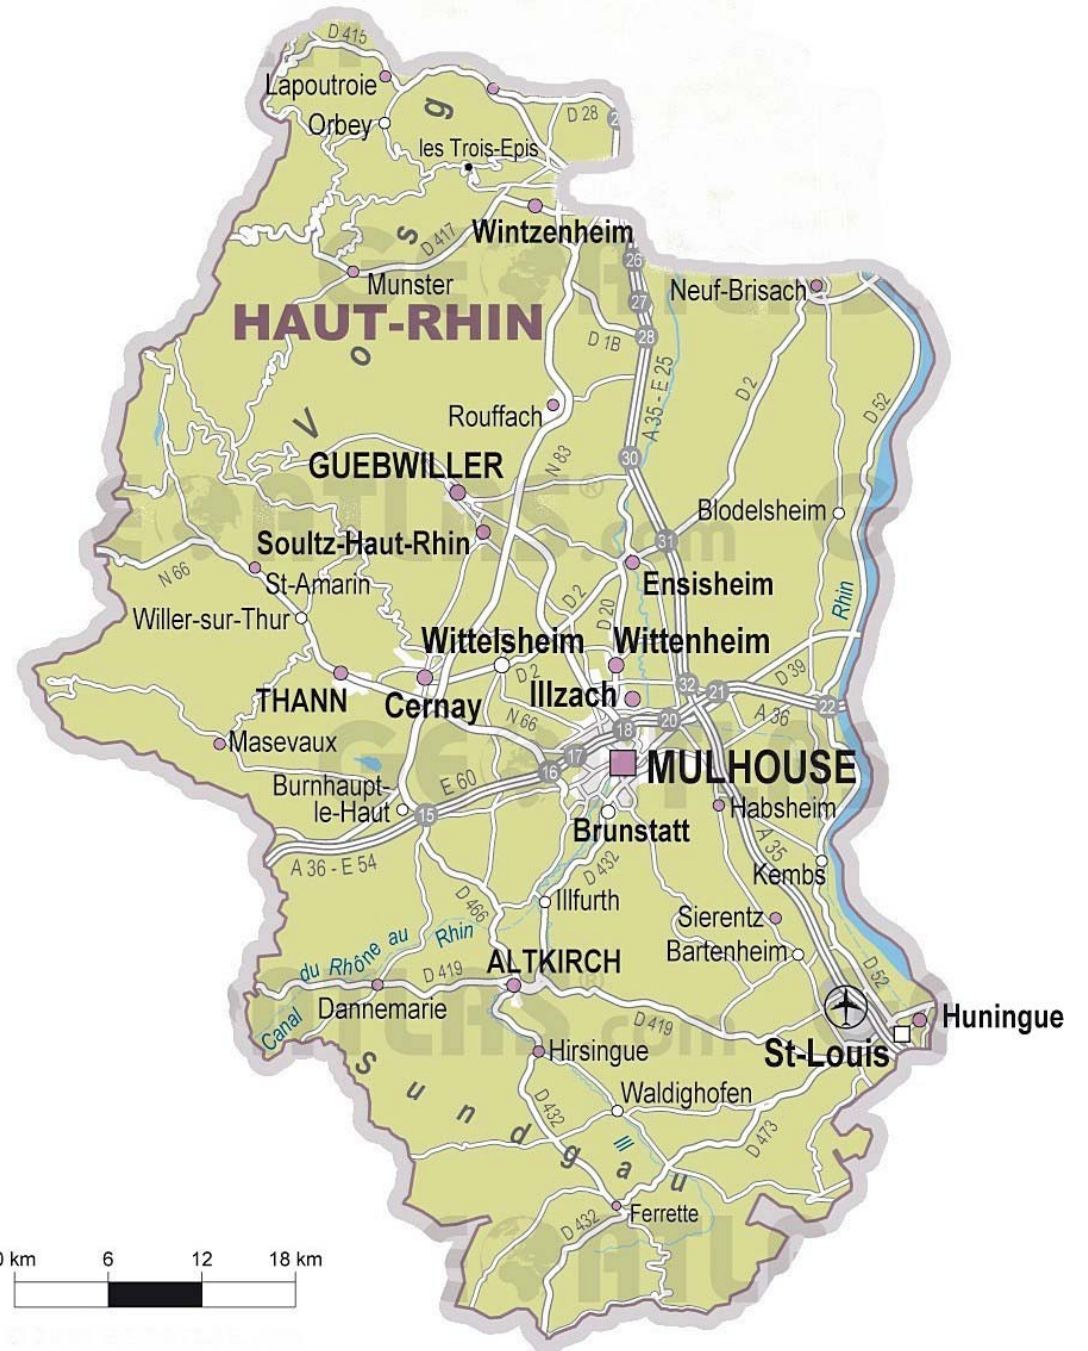 D 415
Lapoutroie
g
D 28
2
Orbey
les Trois-Epis
s
D 417
Wintzenheim
26
Munster
Neuf-Brisach
27
HAUT-RHIN
28
D 1B
o
A 35 - E 25
D 2
D 52
Rouffach
V
N 83
30
GUEBWILLER
GEOATLAS.com®
Blodelsheim
Soultz-Haut-Rhin
31
N 66
St-Amarin
Ensisheim
Rhin
D 2
D 20
Willer-sur-Thur
Wittelsheim
Wittenheim
D 2
D 39
THANN
Cernay
Illzach
32
21
22
N 66
18
20
A 36
Masevaux
17
16
MULHOUSE
E 60
Burnhaupt-
le-Haut
15
Habsheim
Brunstatt
A 35
A 36 - E 54
D 432
Kembs
D 466
Illfurth
Sierentz
Canal du Rhône au Rhin
Bartenheim
D 419
ALTKIRCH
D 52
Dannemarie
Huningue
D 419
St-Louis
Hirsingue
Sundgau
Waldighofen
D 432
Ill
D 473
Ferrette
D 432
0 km 6 12 18 km